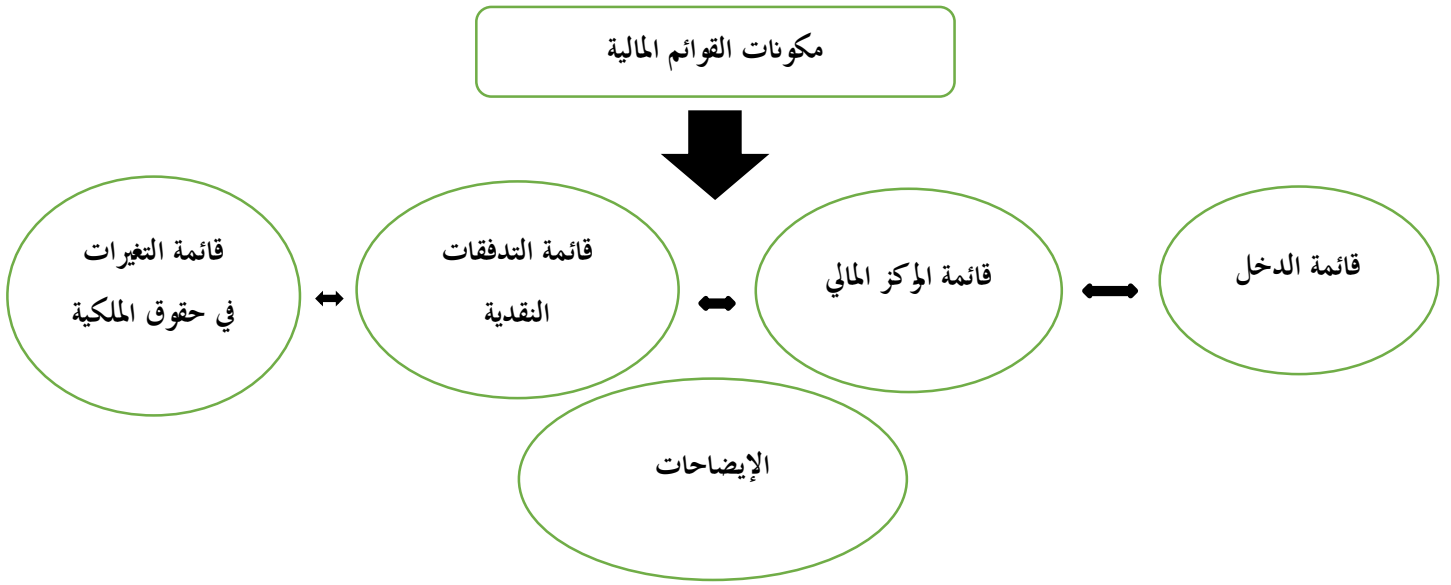 مكونات القوائم المالية
قائمة الدخل
قائمة المركز المالي
قائمة التدفقات
النقدية
قائمة التغيرات
في حقوق الملكية
الإيضاحات